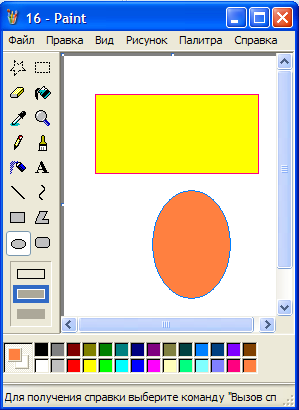 16 - Paint
Файл Правка Вид Рисунок Палитра Справка
A
Для получения справки выберите команду "Вызов сп